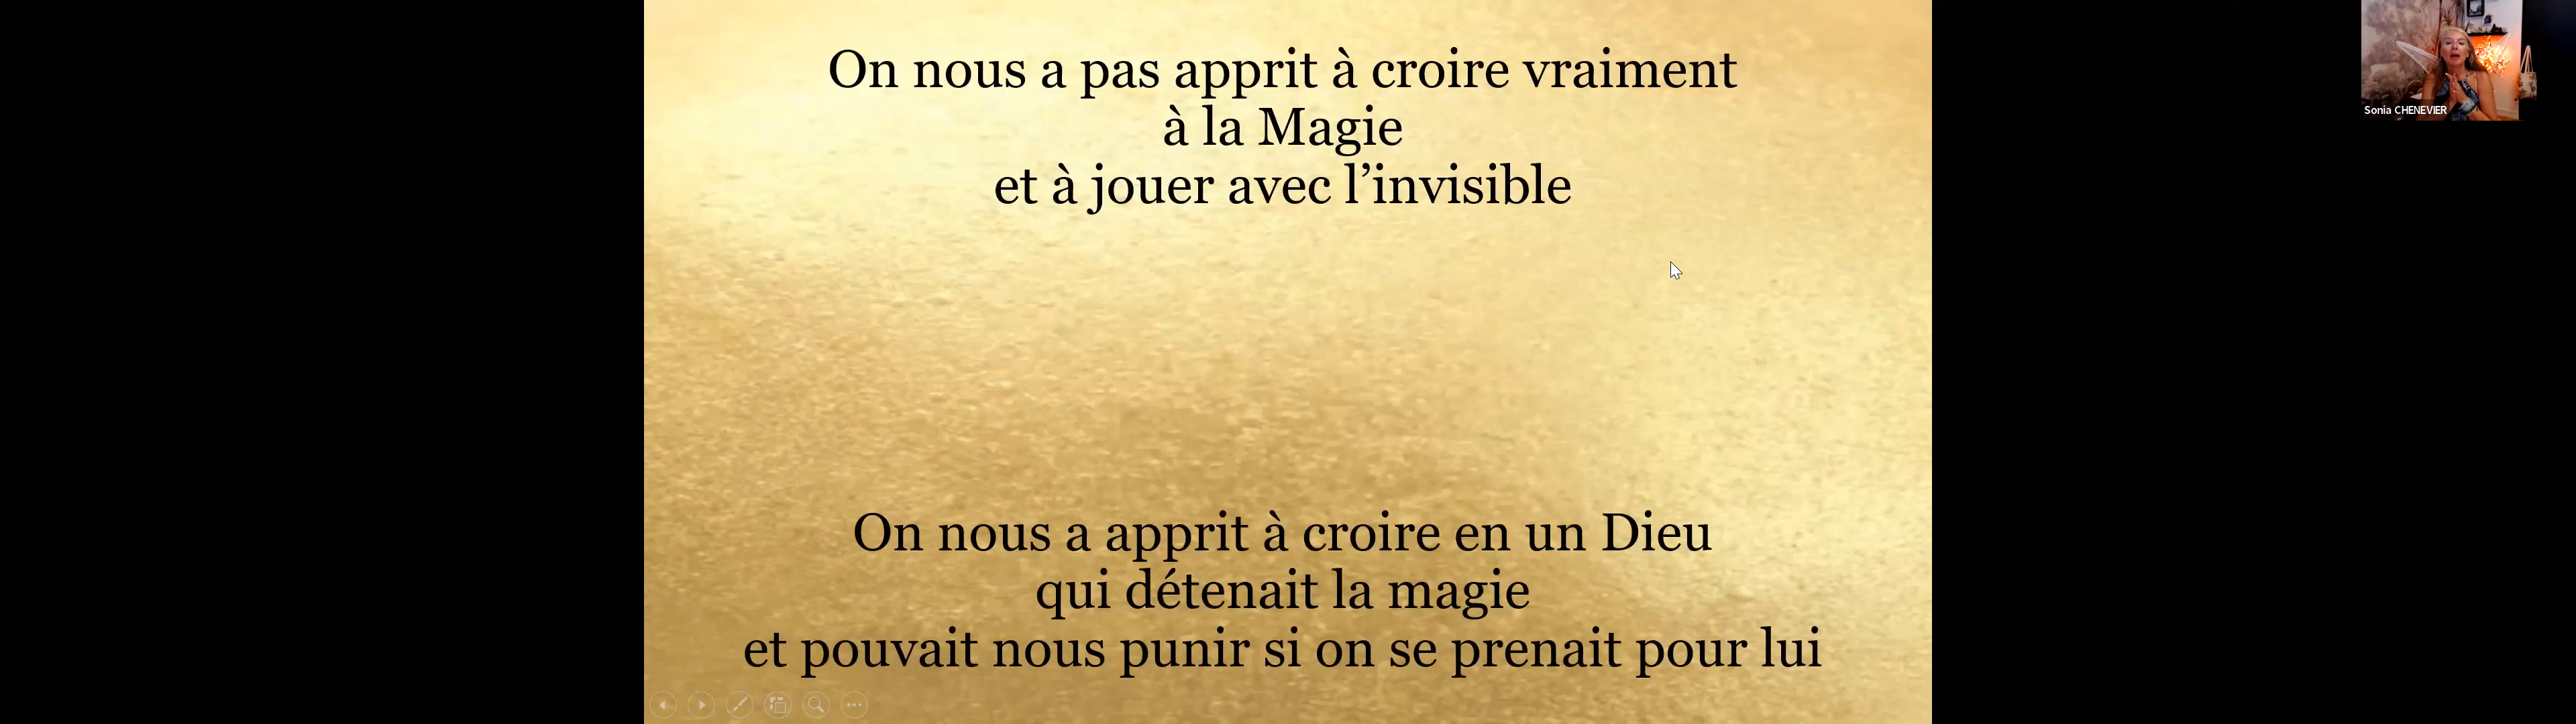 On nous a pas apprit à croire vraiment
à la Magie
et à jouer avec l’invisible
Sonia CHENEVIER
On nous a apprit à croire en un Dieu
qui détenait la magie
et pouvait nous punir si on se prenait pour lui